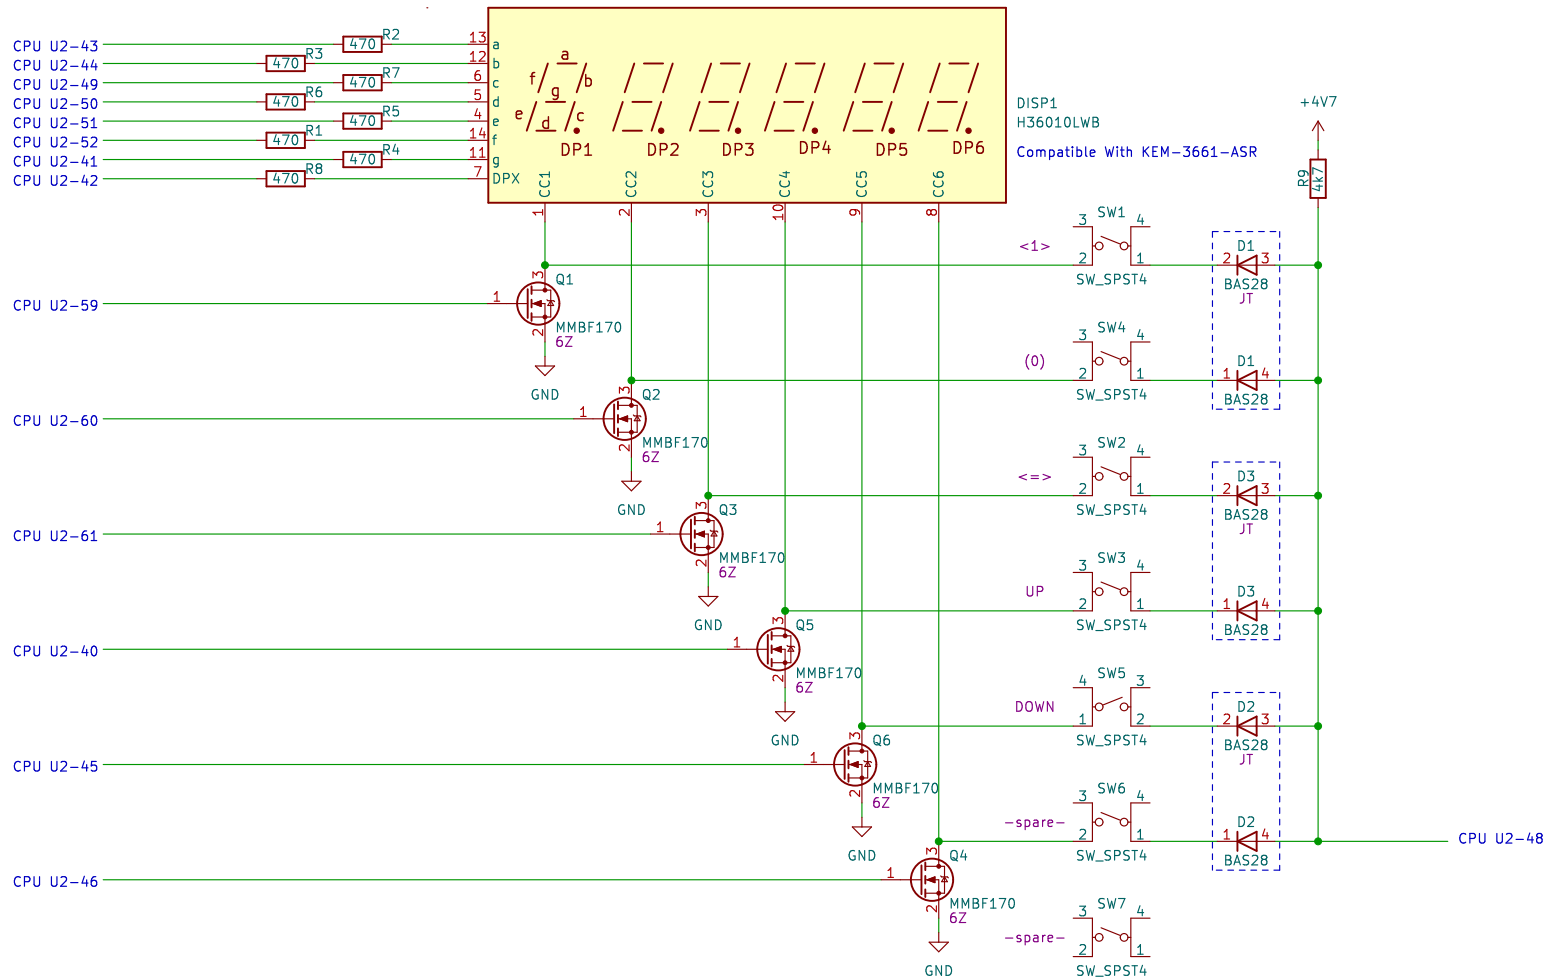 CPU U2-43
CPU U2-44
CPU U2-49
CPU U2-50
CPU U2-51
CPU U2-52
CPU U2-41
CPU U2-42
470 R2
470 R3
470 R7
470 R6
470 R5
470 R1
470 R4
470 R8
13 a
12 b
6 c
5 d
4 e
14 f
11 g
7 DPX
a
f b
g
e d c
DP1 DP2 DP3 DP4 DP5 DP6
CC1 CC2 CC3 CC4 CC5 CC6
1 2 3 10 9 8
DISP1
H36010LWB
Compatible With KEM-3661-ASR
+4V7
R9 4k7
<1>
SW1
3 4
2 1
SW_SPST4
D1
2 3
BAS28
JT
CPU U2-59
1 3 Q1
MMBF170
2 6Z
GND
(0)
SW4
3 4
2 1
SW_SPST4
D1
1 4
BAS28
CPU U2-60
1 3 Q2
MMBF170
2 6Z
GND
<=>
SW2
3 4
2 1
SW_SPST4
D3
2 3
BAS28
JT
CPU U2-61
1 3 Q3
MMBF170
2 6Z
GND
UP
SW3
3 4
2 1
SW_SPST4
D3
1 4
BAS28
CPU U2-40
1 3 Q5
MMBF170
2 6Z
GND
DOWN
SW5
4 3
1 2
SW_SPST4
D2
2 3
BAS28
JT
CPU U2-45
1 3 Q6
MMBF170
2 6Z
GND
-spare-
SW6
3 4
2 1
SW_SPST4
D2
1 4
BAS28
CPU U2-48
CPU U2-46
1 3 Q4
MMBF170
2 6Z
GND
-spare-
SW7
3 4
2 1
SW_SPST4